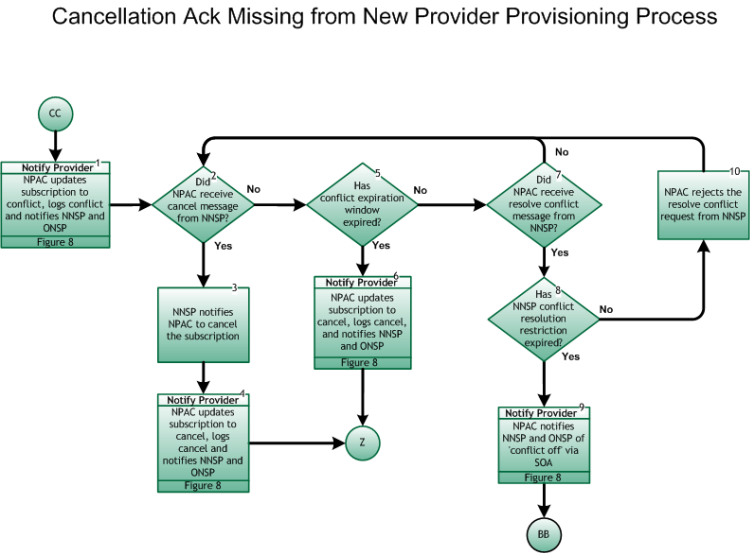 Cancellation Ack Missing from New Provider Provisioning Process
CC
1
Notify Provider
NPAC updates
subscription to
conflict, logs conflict
and notifies NNSP and
ONSP
Figure 8
2
Did
NPAC receive
cancel message
from NNSP?
No
Yes
3
NNSP notifies
NPAC to cancel
the subscription
4
Notify Provider
NPAC updates
subscription to
cancel, logs
cancel and
notifies NNSP and
ONSP
Figure 8
5
Has
conflict expiration
window
expired?
No
Yes
6
Notify Provider
NPAC updates
subscription to
cancel, logs cancel,
and notifies NNSP
and ONSP
Figure 8
Z
No
7
Did
NPAC receive
resolve conflict
message from
NNSP?
Yes
8
Has
NNSP conflict
resolution
restriction
expired?
No
Yes
9
Notify Provider
NPAC notifies
NNSP and ONSP of
'conflict off' via
SOA
Figure 8
BB
10
NPAC rejects the
resolve conflict
request from NNSP